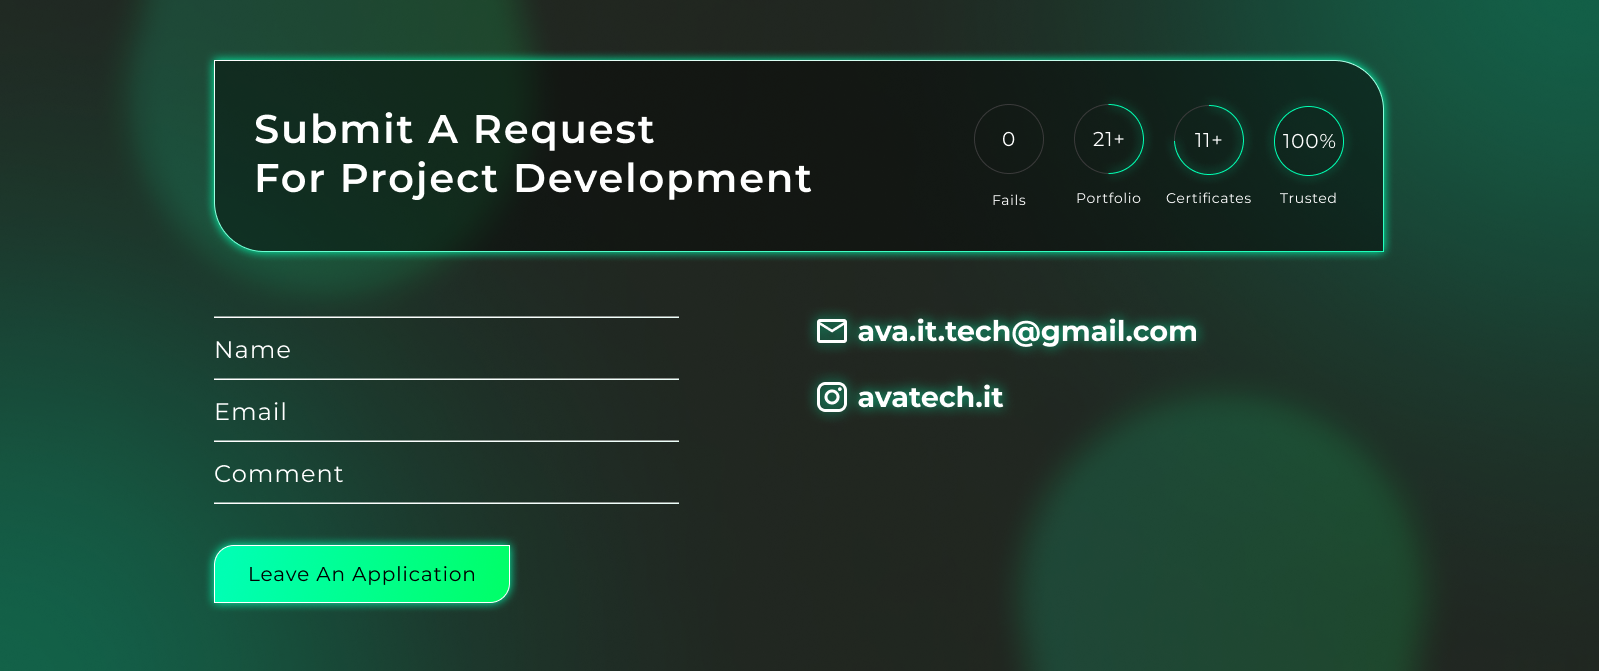 Submit A Request
For Project Development
0
Fails
21+
Portfolio
11+
Certificates
100%
Trusted
Name
Email
Comment
Leave An Application
ava.it.tech@gmail.com
avatech.it